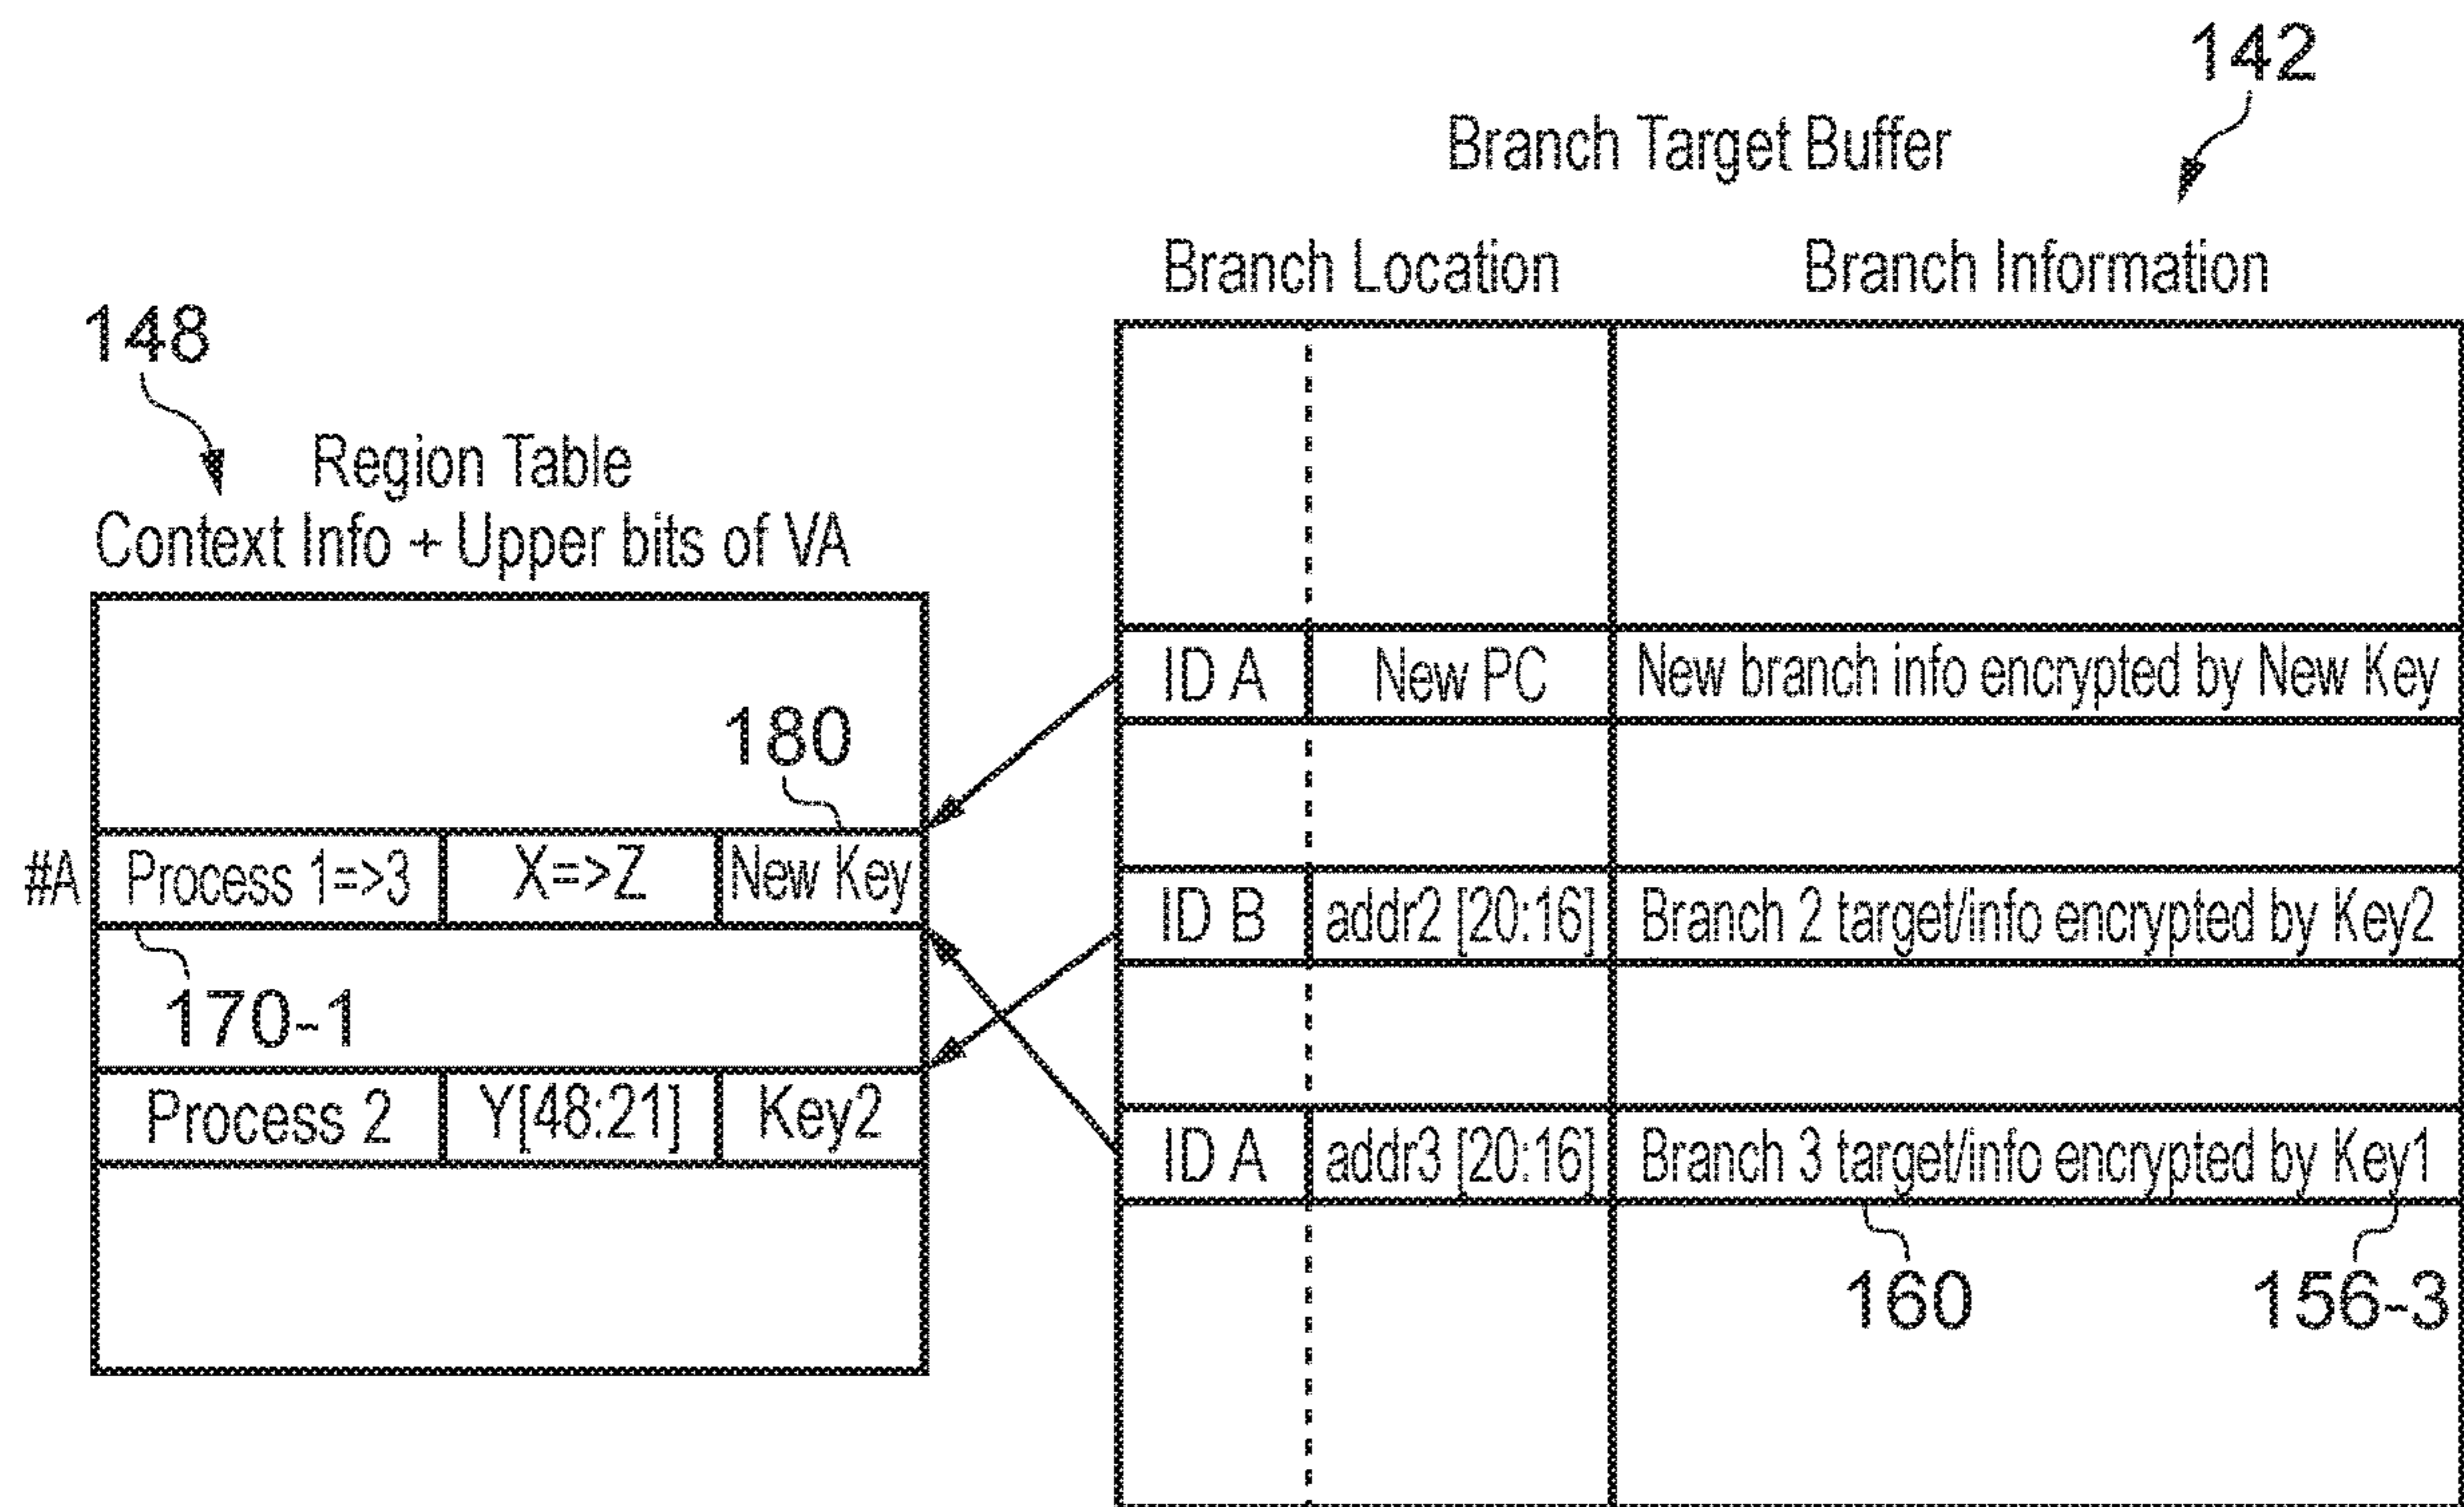 142
Branch Target Buffer
Branch Location Branch Information
148
Region Table
Context Info + Upper bits of VA
ID A New PC New branch info encrypted by New Key
180
#A Process 1=>3 X=>Z New Key
ID B addr2 [20:16] Branch 2 target/info encrypted by Key2
170-1
Process 2 Y[48:21] Key2
ID A addr3 [20:16] Branch 3 target/info encrypted by Key1
160 156-3